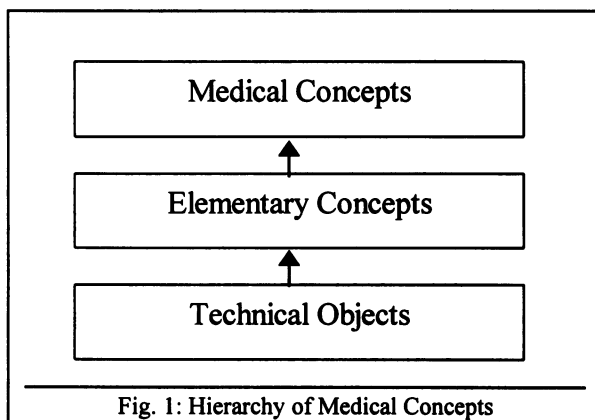 Medical Concepts
Elementary Concepts
Technical Objects
Fig. 1: Hierarchy of Medical Concepts